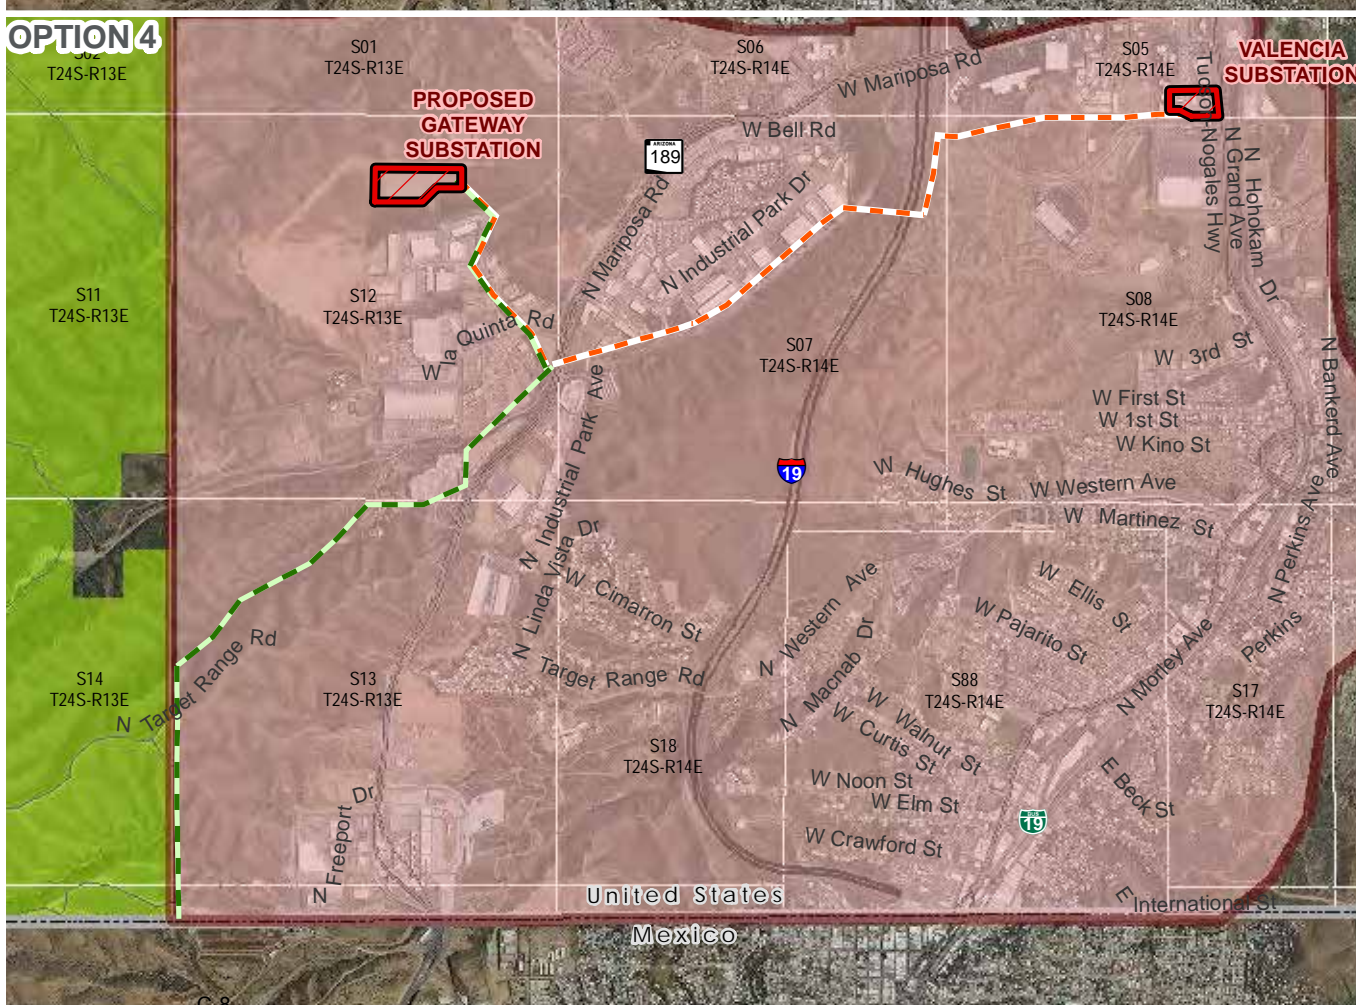 OPTION 4
S02
T24S-R13E
S01
T24S-R13E
S06
T24S-R14E
S05
T24S-R14E
VALENCIA
SUBSTATION
PROPOSED
GATEWAY
SUBSTATION
W Mariposa Rd
W Bell Rd
ARIZONA
189
Tucson-Nogales Hwy
N Grand Ave
N Hohokam Dr
N Mariposa Rd
N Industrial Park Dr
S11
T24S-R13E
S12
T24S-R13E
W la Quinta Rd
S07
T24S-R14E
S08
T24S-R14E
W 3rd St
N Bankerd Ave
W First St
W 1st St
W Kino St
N Industrial Park Ave
19
W Hughes St
W Western Ave
W Martinez St
N Linda Vista Dr
W Cimarron St
N Western Ave
W Ellis St
W Pajarito St
N Perkins Ave
Perkins
N Macnab Dr
N Morley Ave
Target Range Rd
N Target Range Rd
S14
T24S-R13E
S13
T24S-R13E
S88
T24S-R14E
S17
T24S-R14E
W Walnut St
W Curtis St
S18
T24S-R14E
W Noon St
W Elm St
E Beck St
N Freeport Dr
BUS
19
W Crawford St
United States
E International St
Mexico